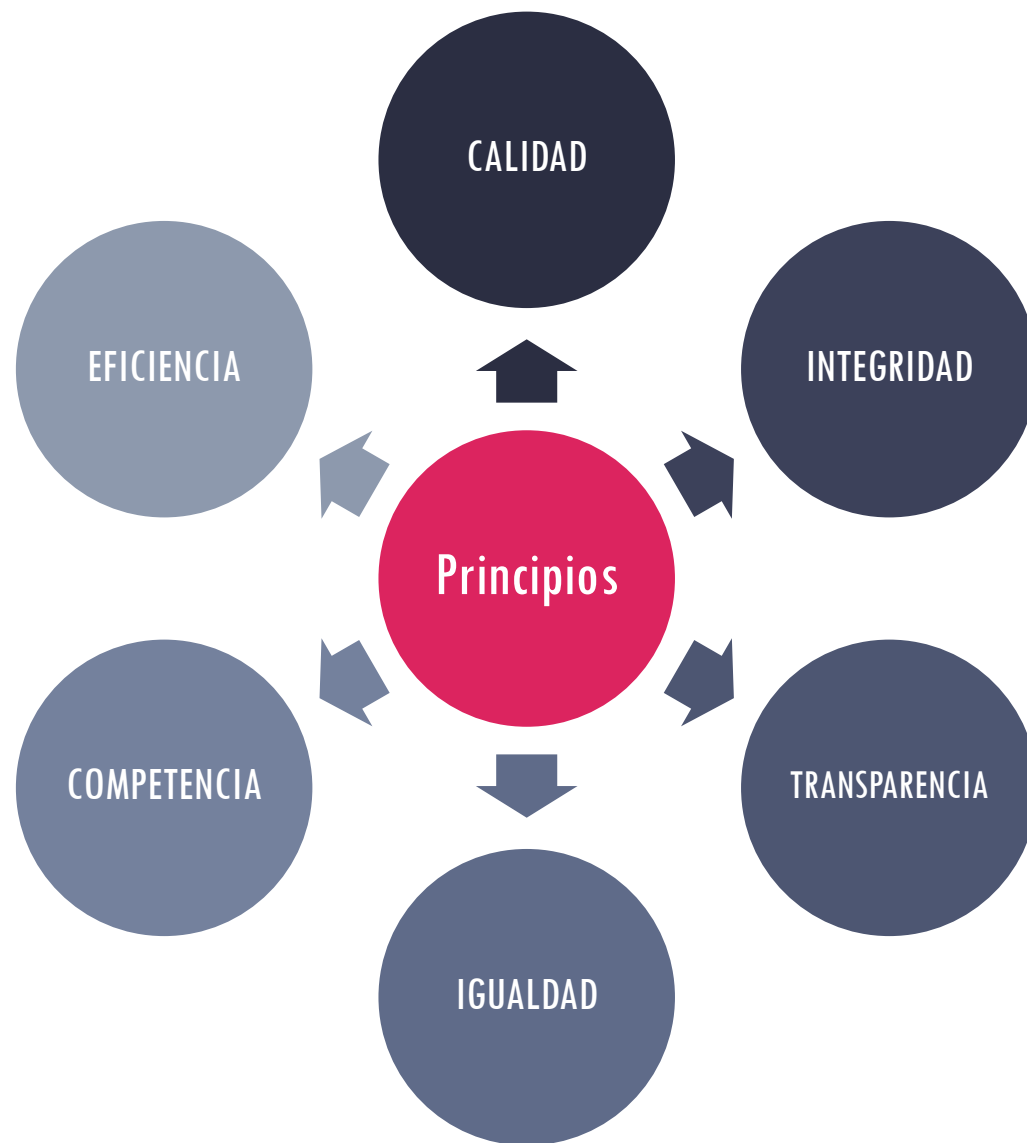 CALIDAD
EFICIENCIA
INTEGRIDAD
Principios
COMPETENCIA
TRANSPARENCIA
IGUALDAD